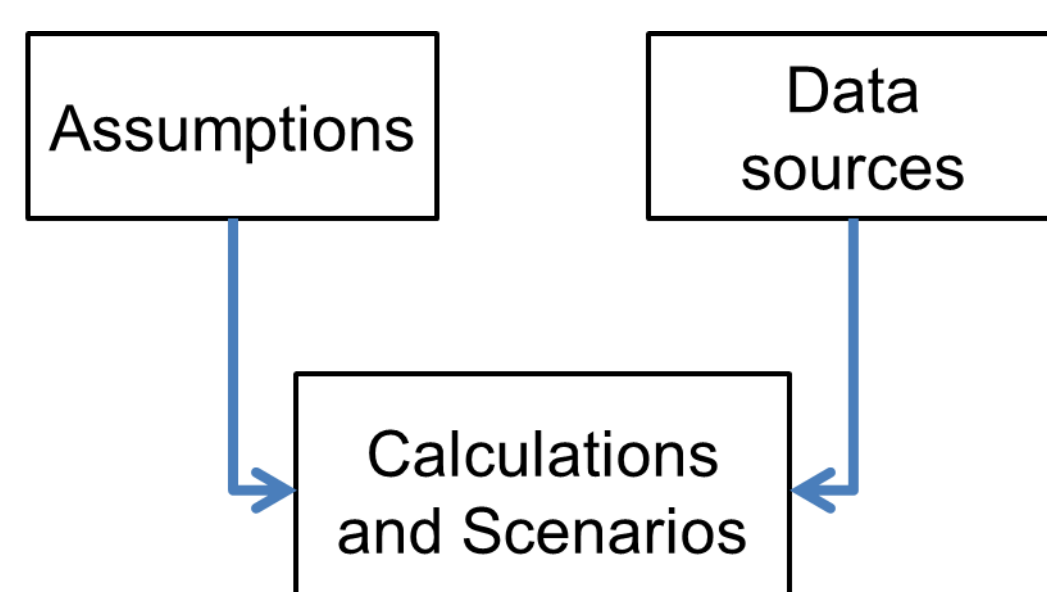 Assumptions
Data
sources
Calculations
and Scenarios